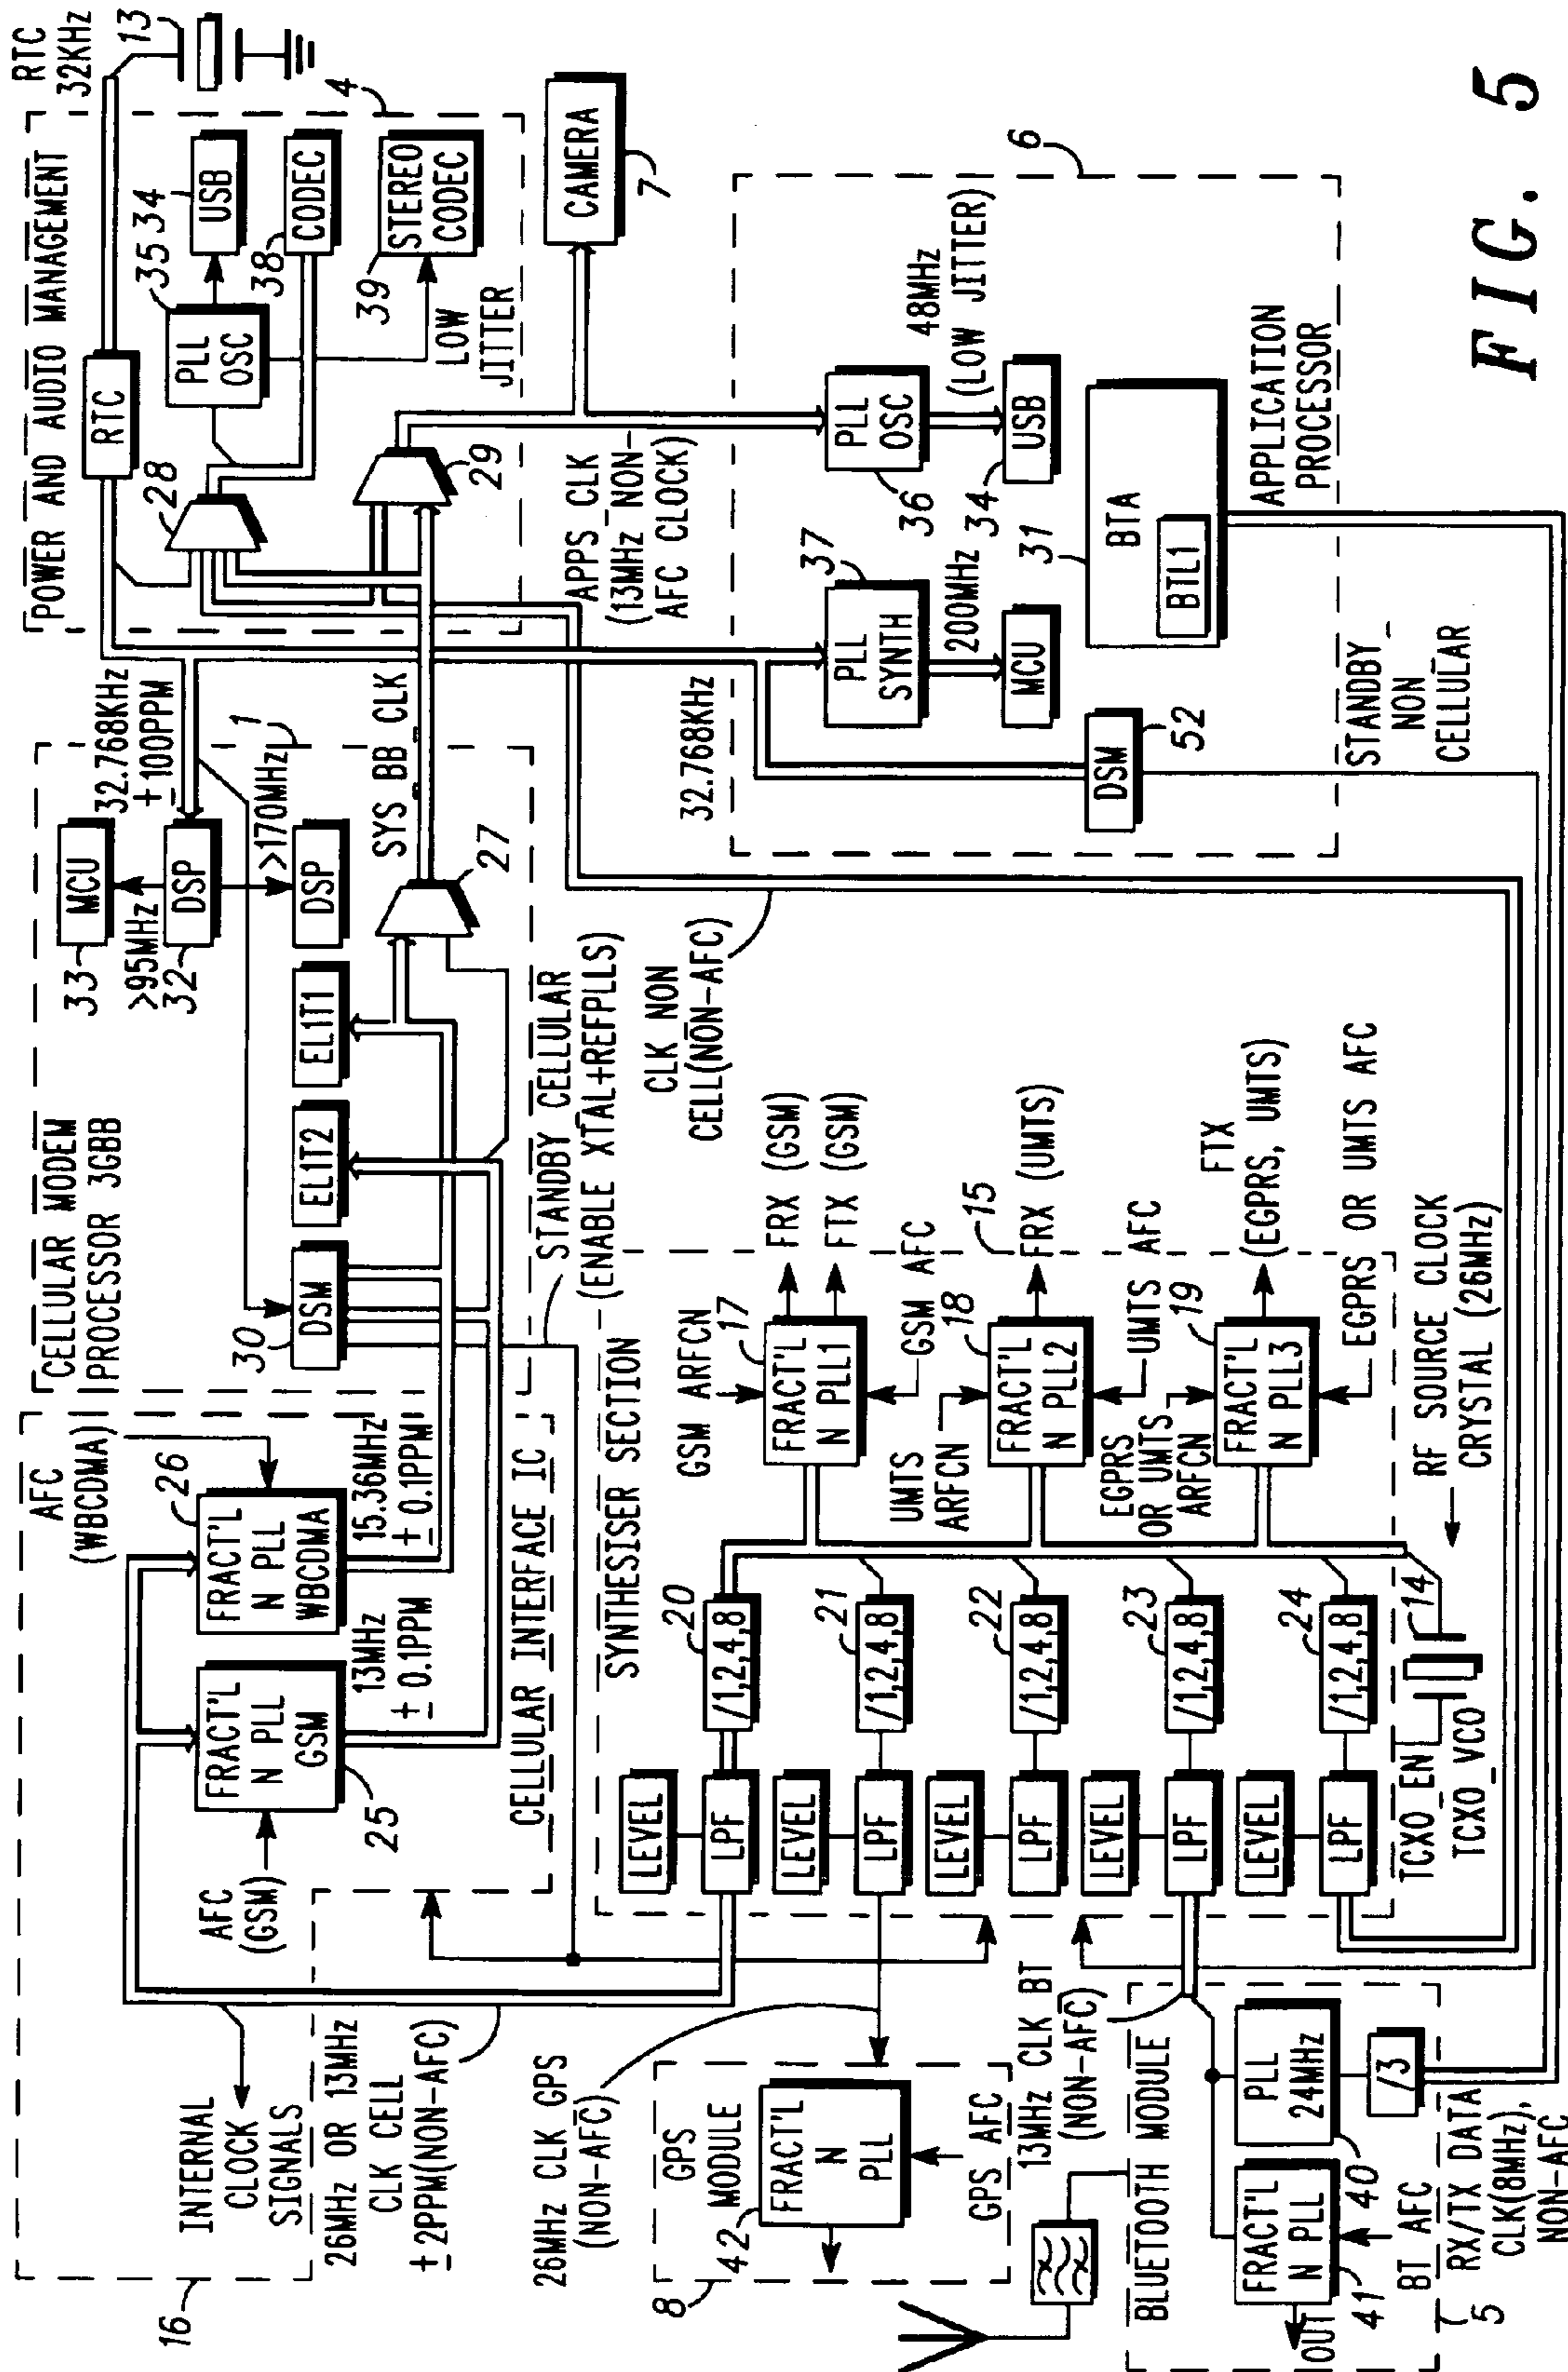 POWER AND AUDIO MANAGEMENT
RTC
32KHz
13
RTC
28
PLL
OSC
35
34
USB
38
CODEC
39
STEREO
CODEC
LOW
JITTER
4
29
CAMERA
7
APPS_CLK
(13MHz_NON-
AFC CLOCK)
CELLULAR MODEM
PROCESSOR 3GBB
33
MCU
>95MHz
32
DSP
>170MHz
DSP
32.768KHz
±100PPM
1
30
DSM
EL1T2
EL1T1
27
SYS_BB_CLK
STANDBY CELLULAR
(ENABLE XTAL+REFPLLS)
16
AFC
(WBCDMA)
26
FRACT'L
N PLL
WBCDMA
FRACT'L
N PLL
GSM
25
AFC
(GSM)
15.36MHz
± 0.1PPM
13MHz
± 0.1PPM
CELLULAR INTERFACE IC
INTERNAL
CLOCK
SIGNALS
26MHz OR 13MHz
CLK CELL
±2PPM(NON-AFC)
CLK NON
CELL(NON-AFC)
32.768KHz
6
37
PLL
SYNTH
200MHz
MCU
PLL
OSC
36
48MHz
(LOW JITTER)
34
USB
DSM
52
31
BTA
BTL1
APPLICATION
PROCESSOR
STANDBY_
NON
CELLULAR
SYNTHESISER SECTION
15
GSM ARFCN
17
FRACT'L
N PLL1
FRX (GSM)
FTX (GSM)
GSM AFC
UMTS
ARFCN
18
FRACT'L
N PLL2
FRX (UMTS)
UMTS AFC
EGPRS
OR UMTS
ARFCN
19
FRACT'L
N PLL3
FTX
(EGPRS, UMTS)
EGPRS OR UMTS AFC
RF SOURCE CLOCK
CRYSTAL (26MHz)
14
LEVEL
LPF
20
/1,2,4,8
LEVEL
LPF
21
/1,2,4,8
LEVEL
LPF
22
/1,2,4,8
LEVEL
LPF
23
/1,2,4,8
LEVEL
LPF
24
/1,2,4,8
TCXO_EN
TCXO_VCO
26MHz CLK GPS
(NON-AFC)
GPS
MODULE
8
42
FRACT'L
N
PLL
GPS AFC
13MHz CLK BT
(NON-AFC)
BLUETOOTH MODULE
FRACT'L
N PLL
OUT
41
BT AFC
PLL
24MHz
40
/3
5
RX/TX DATA
CLK(8MHz),
NON-AFC
FIG. 5